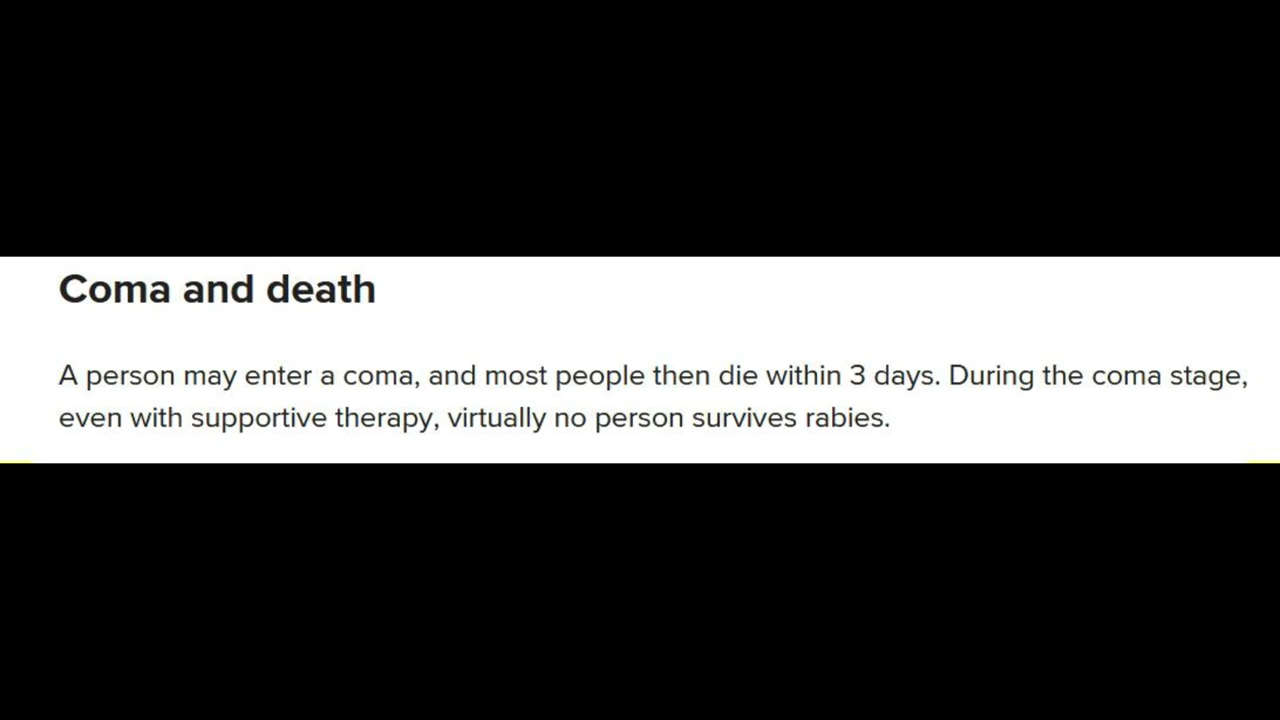 Coma and death
A person may enter a coma, and most people then die within 3 days. During the coma stage,
even with supportive therapy, virtually no person survives rabies.